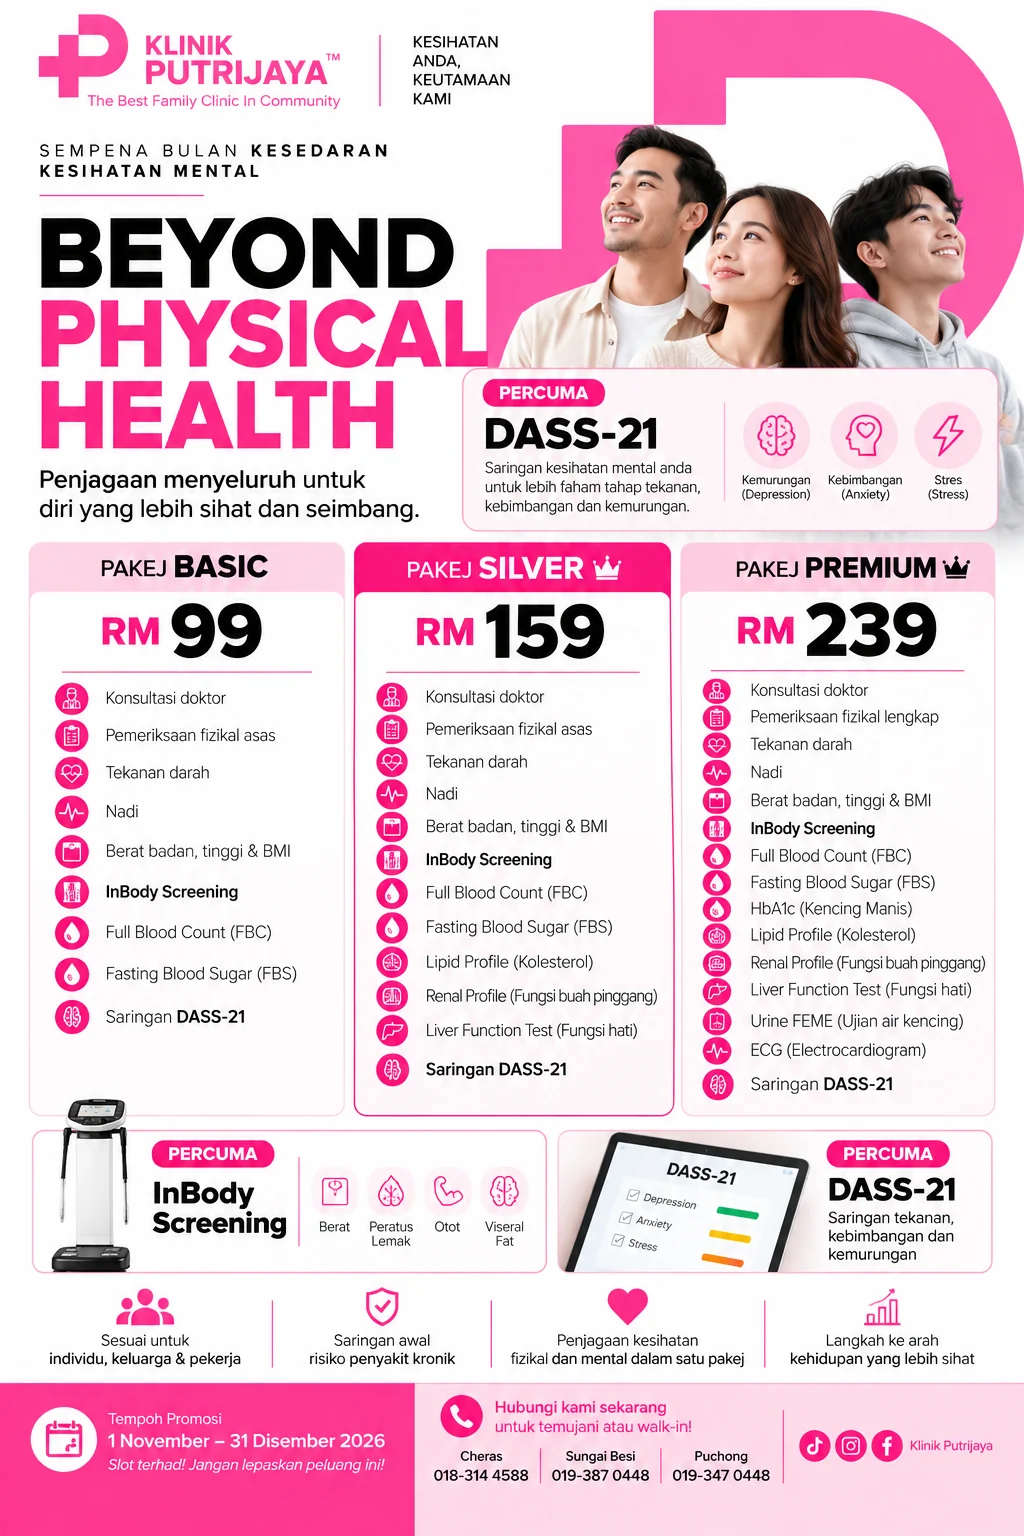 KLINIK
PUTRIJAYA™
The Best Family Clinic In Community
KESIHATAN
ANDA,
KEUTAMAAN
KAMI
SEMPENA BULAN KESEDARAN
KESIHATAN MENTAL
BEYOND
PHYSICAL
HEALTH
Penjagaan menyeluruh untuk
diri yang lebih sihat dan seimbang.
PERCUMA
DASS-21
Saringan kesihatan mental anda
untuk lebih faham tahap tekanan,
kebimbangan dan kemurungan.
Kemurungan
(Depression)
Kebimbangan
(Anxiety)
Stres
(Stress)
PAKEJ BASIC
RM 99
Konsultasi doktor
Pemeriksaan fizikal asas
Tekanan darah
Nadi
Berat badan, tinggi & BMI
InBody Screening
Full Blood Count (FBC)
Fasting Blood Sugar (FBS)
Saringan DASS-21
PAKEJ SILVER
RM 159
Konsultasi doktor
Pemeriksaan fizikal asas
Tekanan darah
Nadi
Berat badan, tinggi & BMI
InBody Screening
Full Blood Count (FBC)
Fasting Blood Sugar (FBS)
Lipid Profile (Kolesterol)
Renal Profile (Fungsi buah pinggang)
Liver Function Test (Fungsi hati)
Saringan DASS-21
PAKEJ PREMIUM
RM 239
Konsultasi doktor
Pemeriksaan fizikal lengkap
Tekanan darah
Nadi
Berat badan, tinggi & BMI
InBody Screening
Full Blood Count (FBC)
Fasting Blood Sugar (FBS)
HbA1c (Kencing Manis)
Lipid Profile (Kolesterol)
Renal Profile (Fungsi buah pinggang)
Liver Function Test (Fungsi hati)
Urine FEME (Ujian air kencing)
ECG (Electrocardiogram)
Saringan DASS-21
PERCUMA
InBody
Screening
Berat
Peratus
Lemak
Otot
Viseral
Fat
DASS-21
Depression
Anxiety
Stress
PERCUMA
DASS-21
Saringan tekanan,
kebimbangan dan
kemurungan
Sesuai untuk
individu, keluarga & pekerja
Saringan awal
risiko penyakit kronik
Penjagaan kesihatan
fizikal dan mental dalam satu pakej
Langkah ke arah
kehidupan yang lebih sihat
Tempoh Promosi
1 November – 31 Disember 2026
Slot terhad! Jangan lepaskan peluang ini!
Hubungi kami sekarang
untuk temujani atau walk-in!
Cheras
018-314 4588
Sungai Besi
019-387 0448
Puchong
019-347 0448
Klinik Putrijaya